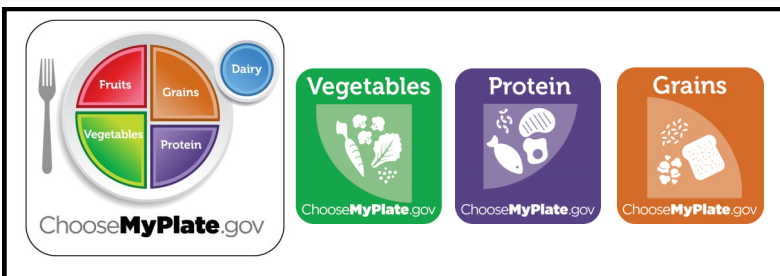 Fruits
Grains
Dairy
Vegetables
Protein
ChooseMyPlate.gov
Vegetables
ChooseMyPlate.gov
Protein
ChooseMyPlate.gov
Grains
ChooseMyPlate.gov